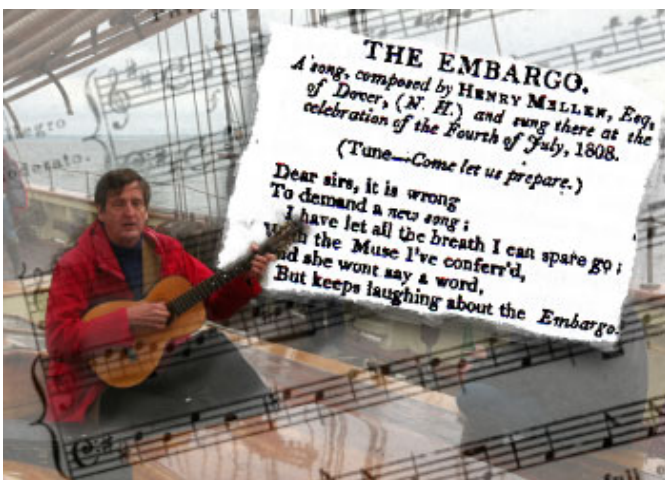 THE EMBARGO.
A song, composed by HENRY MELLEN, Esq.
of Dover, (N. H.) and sung there at the
celebration of the Fourth of July, 1808.
(Tune—Come let us prepare.)
Dear sirs, it is wrong
To demand a new song;
I have let all the breath I can spare go;
With the Muse I've conferr'd,
And she wont say a word,
But keeps laughing about the Embargo.